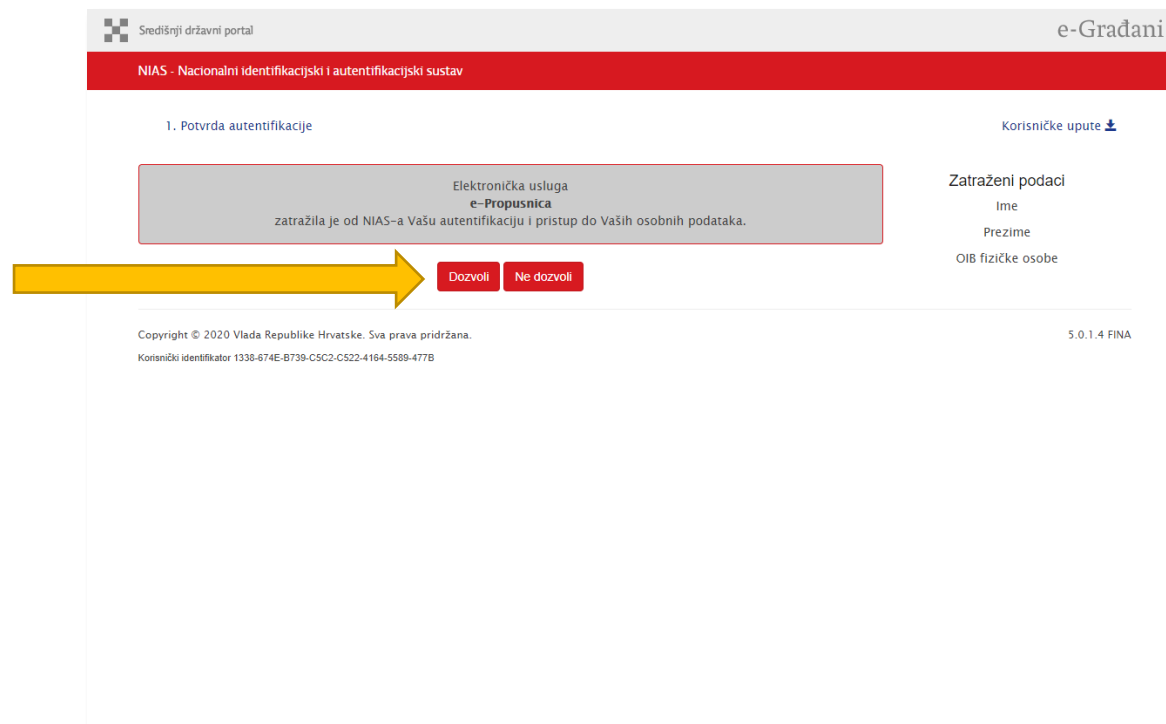 Središnji državni portal
e-Građani
NIAS - Nacionalni identifikacijski i autentifikacijski sustav
1. Potvrda autentifikacije
Korisničke upute
Elektronička usluga
e-Propusnica
zatražila je od NIAS-a Vašu autentifikaciju i pristup do Vaših osobnih podataka.
Dozvoli
Ne dozvoli
Zatraženi podaci
Ime
Prezime
OIB fizičke osobe
Copyright © 2020 Vlada Republike Hrvatske. Sva prava pridržana.
5.0.1.4 FINA
Korisnički identifikator 1338-674E-B739-C5C2-C522-4164-5589-477B